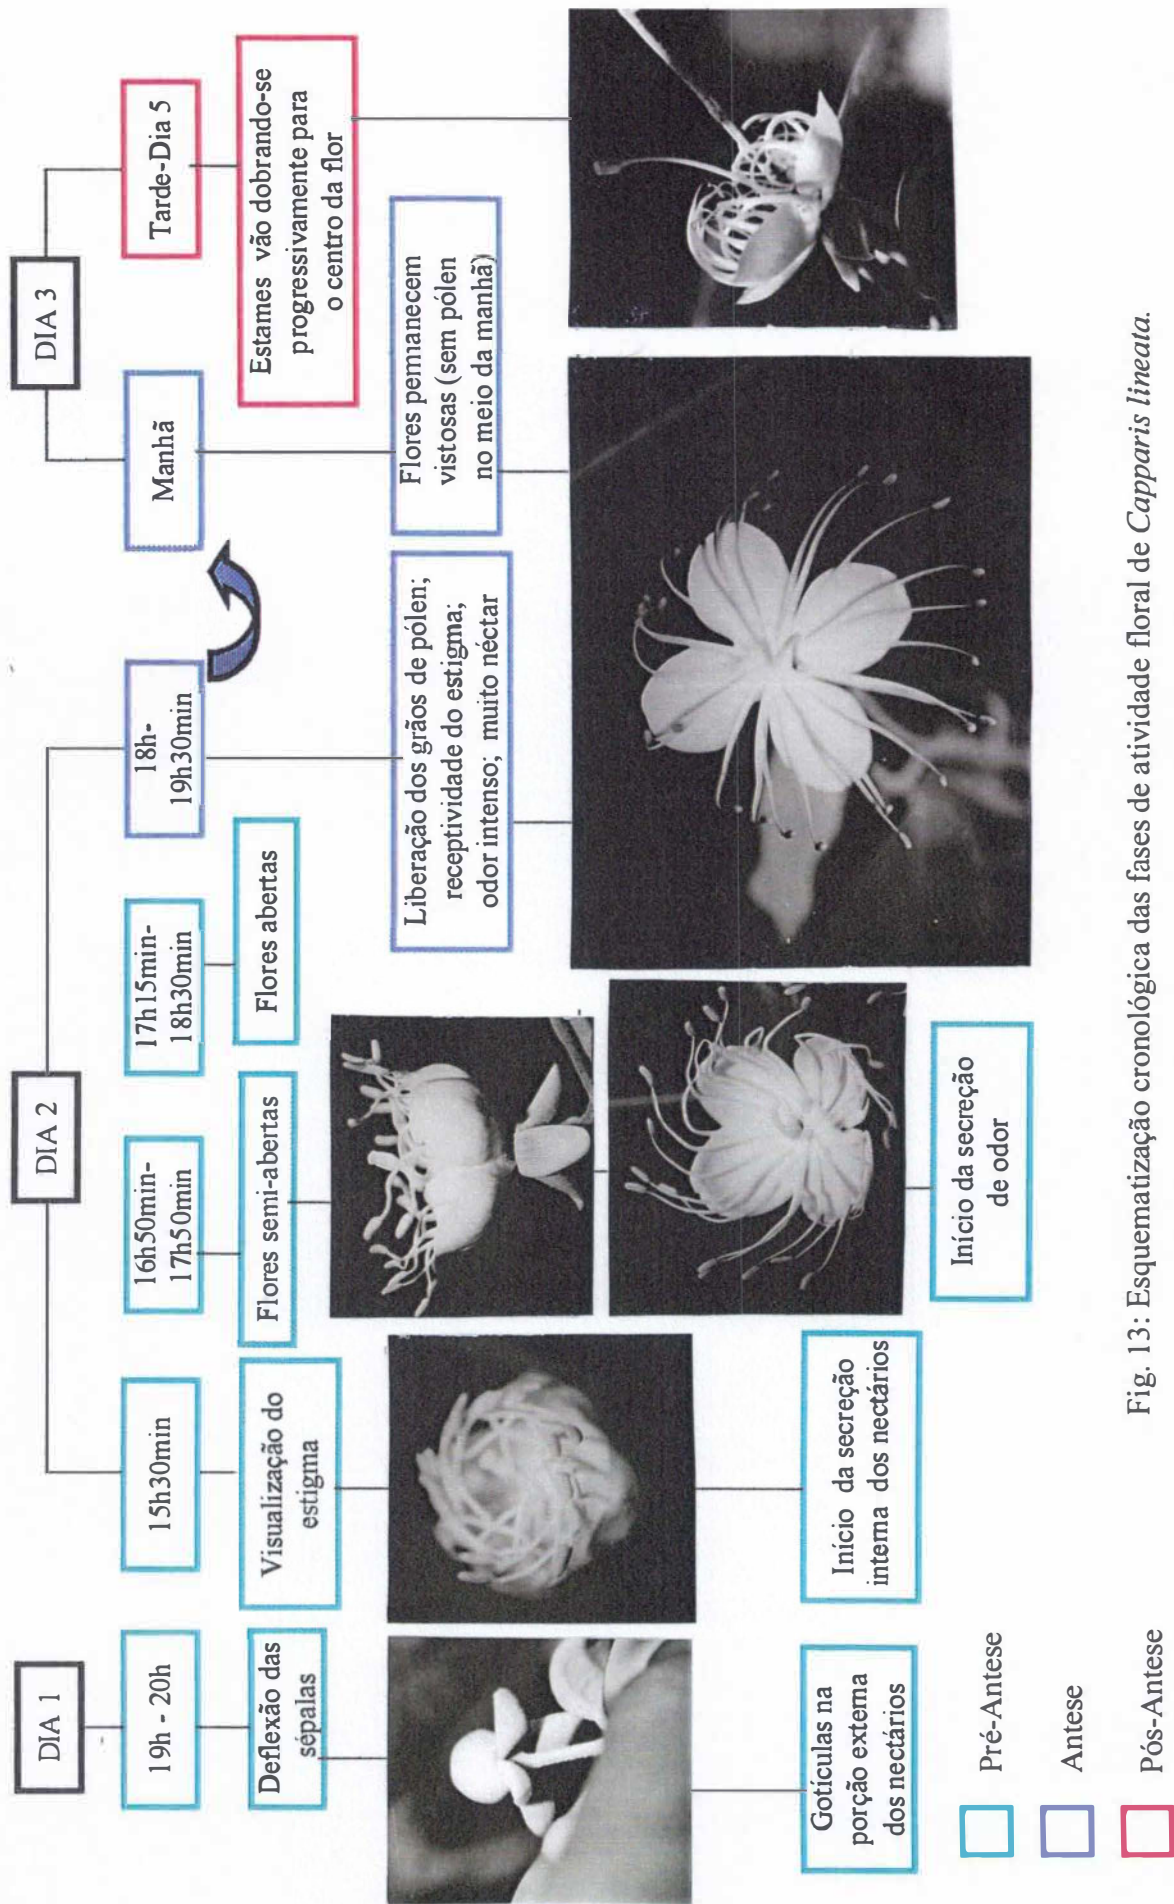 DIA 1
19h - 20h
Deflexão das
sépalas
Gotículas na
porção externa
dos nectários
DIA 2
15h30min
Visualização do
estigma
Início da secreção
interna dos nectários
16h50min-
17h50min
Flores semi-abertas
Início da secreção
de odor
17h15min-
18h30min
Flores abertas
18h-
19h30min
Liberação dos grãos de pólen;
receptividade do estigma;
odor intenso; muito néctar
DIA 3
Manhã
Flores permanecem
vistosas (sem pólen
no meio da manhã)
Tarde-Dia 5
Estames vão dobrando-se
progressivamente para
o centro da flor
Pré-Antese
Antese
Pós-Antese
Fig. 13: Esquematização cronológica das fases de atividade floral de Capparis lineata.